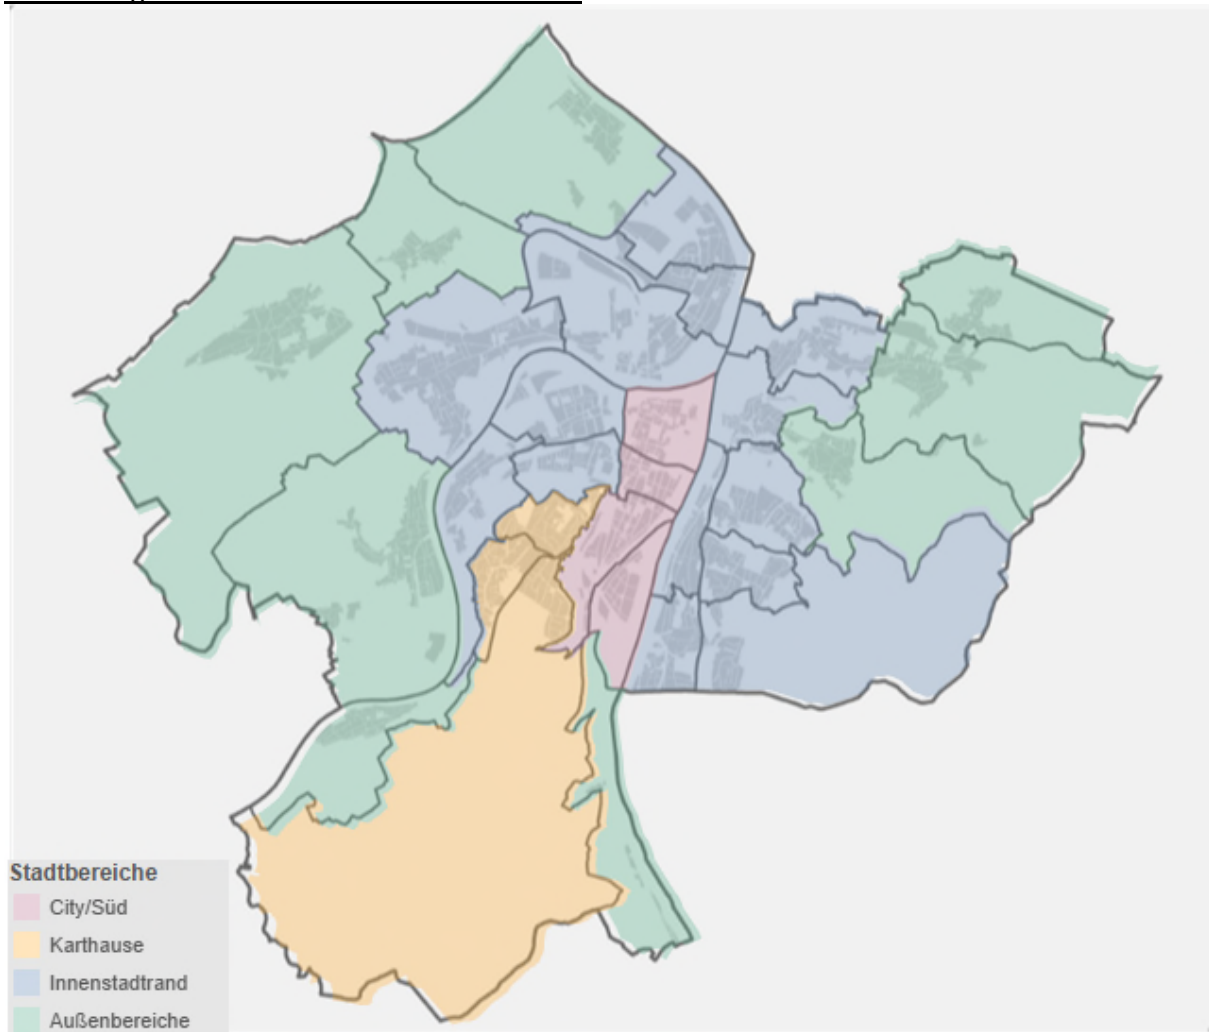 Stadtbereiche
City/Süd
Karthause
Innenstadtrand
Außenbereiche